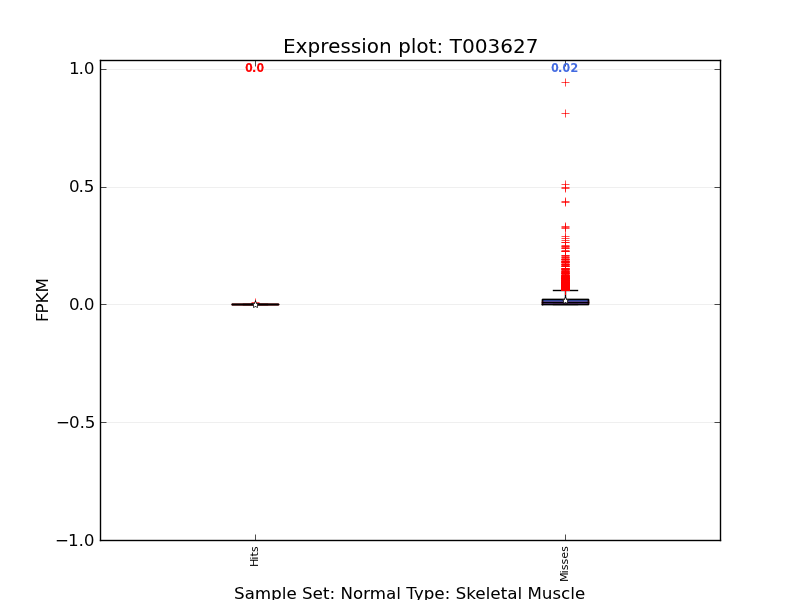 Expression plot: T003627
1.0
0.5
0.0
−0.5
−1.0
FPKM
0.0
0.02
Hits
Misses
Sample Set: Normal Type: Skeletal Muscle